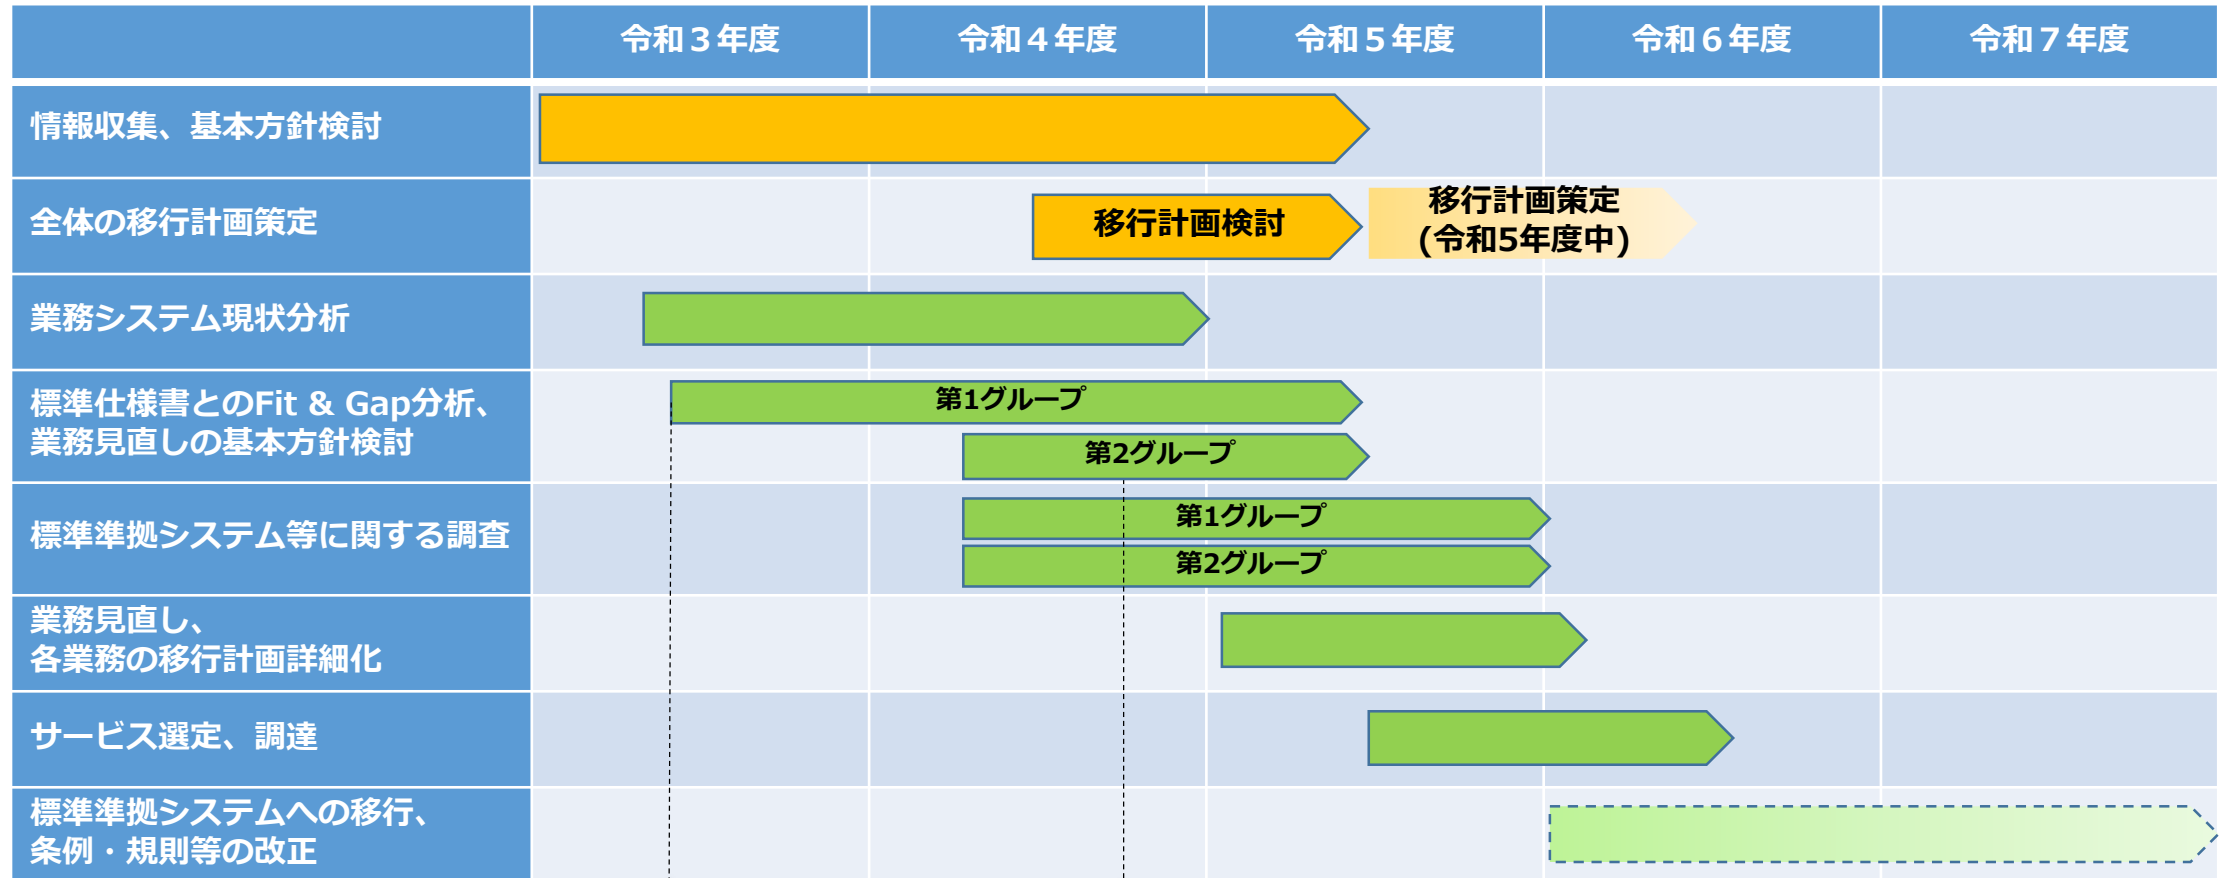 令和３年度
令和４年度
令和５年度
令和６年度
令和７年度
情報収集、基本方針検討
全体の移行計画策定
移行計画検討
移行計画策定
(令和5年度中)
業務システム現状分析
標準仕様書とのFit & Gap分析、
業務見直しの基本方針検討
第1グループ
第2グループ
標準準拠システム等に関する調査
第1グループ
第2グループ
業務見直し、
各業務の移行計画詳細化
サービス選定、調達
標準準拠システムへの移行、
条例・規則等の改正